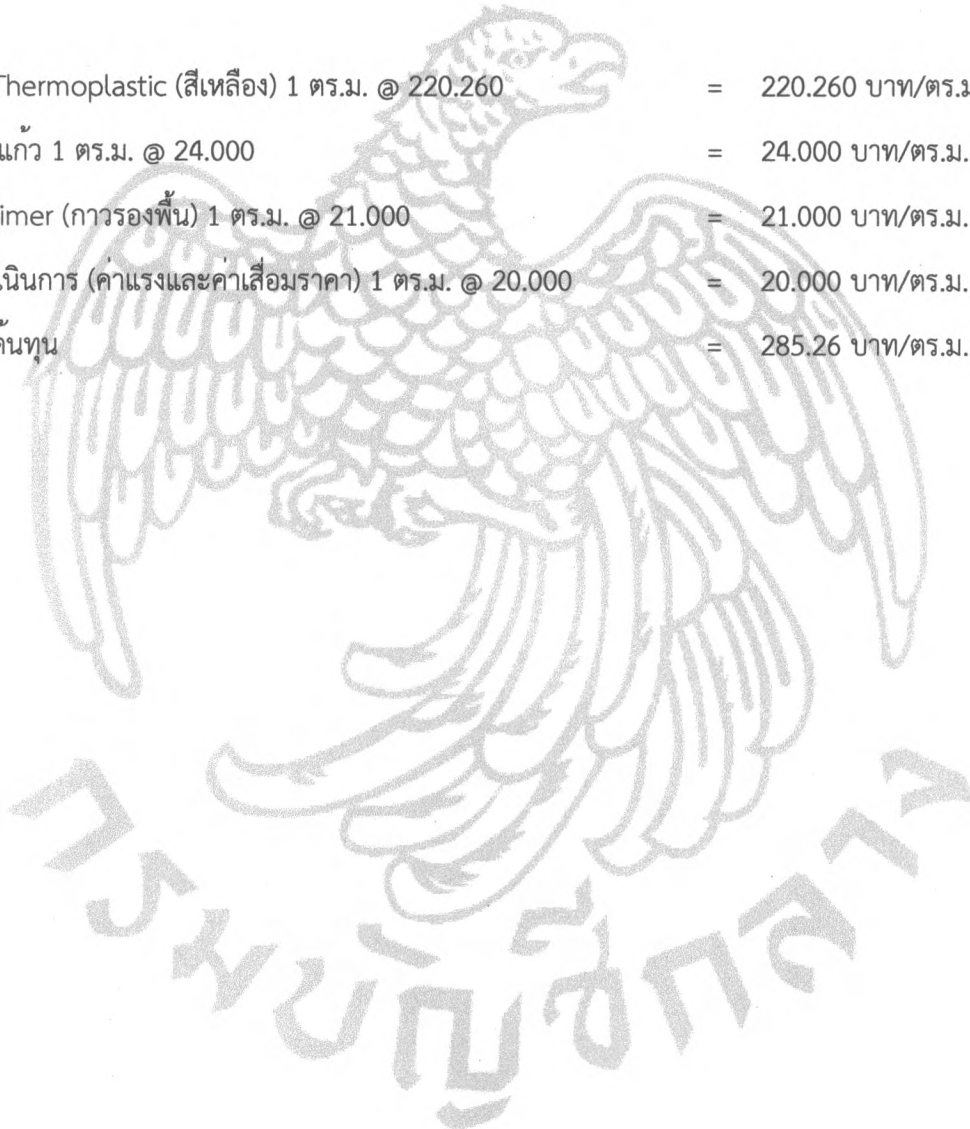 Thermoplastic (สีเหลือง) 1 ตร.ม. @ 220.260 = 220.260 บาท/ตร.ม
แก้ว 1 ตร.ม. @ 24.000 = 24.000 บาท/ตร.ม.
imer (กาวรองพื้น) 1 ตร.ม. @ 21.000 = 21.000 บาท/ตร.ม.
เนินการ (ค่าแรงและค่าเสื่อมราคา) 1 ตร.ม. @ 20.000 = 20.000 บาท/ตร.ม.
ต้นทุน = 285.26 บาท/ตร.ม.
กรมบัญชีกลาง